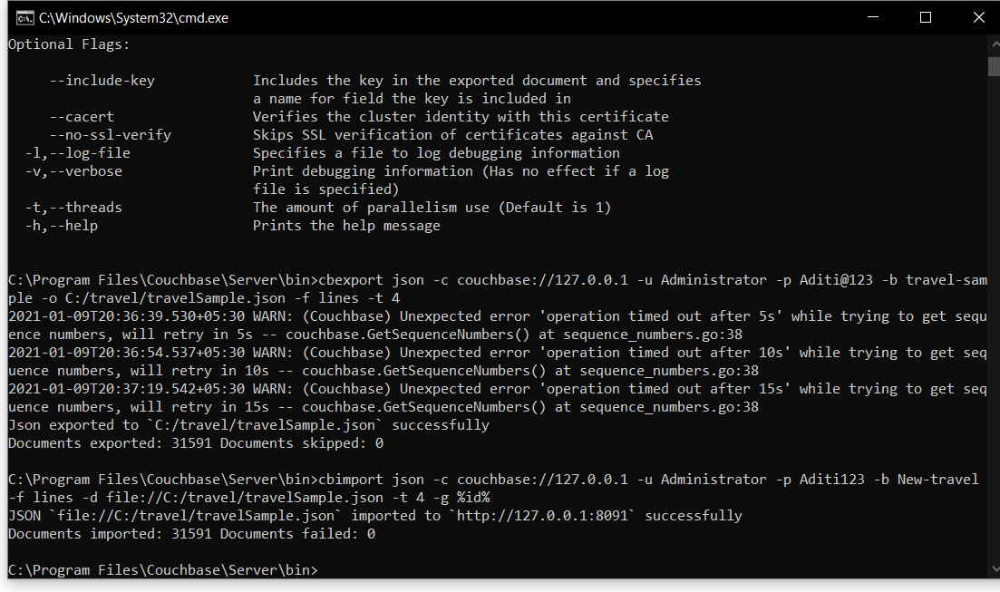 C:\Windows\System32\cmd.exe
Optional Flags:
--include-key Includes the key in the exported document and specifies
a name for field the key is included in
--cacert Verifies the cluster identity with this certificate
--no-ssl-verify Skips SSL verification of certificates against CA
-l,--log-file Specifies a file to log debugging information
-v,--verbose Print debugging information (Has no effect if a log
file is specified)
-t,--threads The amount of parallelism use (Default is 1)
-h,--help Prints the help message
C:\Program Files\Couchbase\Server\bin>cbexport json -c couchbase://127.0.0.1 -u Administrator -p Aditi@123 -b travel-sam
ple -o C:/travel/travelSample.json -f lines -t 4
2021-01-09T20:36:39.530+05:30 WARN: (Couchbase) Unexpected error 'operation timed out after 5s' while trying to get sequ
ence numbers, will retry in 5s -- couchbase.GetSequenceNumbers() at sequence_numbers.go:38
2021-01-09T20:36:54.537+05:30 WARN: (Couchbase) Unexpected error 'operation timed out after 10s' while trying to get seq
uence numbers, will retry in 10s -- couchbase.GetSequenceNumbers() at sequence_numbers.go:38
2021-01-09T20:37:19.542+05:30 WARN: (Couchbase) Unexpected error 'operation timed out after 15s' while trying to get seq
uence numbers, will retry in 15s -- couchbase.GetSequenceNumbers() at sequence_numbers.go:38
Json exported to `C:/travel/travelSample.json` successfully
Documents exported: 31591 Documents skipped: 0
C:\Program Files\Couchbase\Server\bin>cbimport json -c couchbase://127.0.0.1 -u Administrator -p Aditi123 -b New-travel
-f lines -d file://C:/travel/travelSample.json -t 4 -g %id%
JSON `file://C:/travel/travelSample.json` imported to `http://127.0.0.1:8091` successfully
Documents imported: 31591 Documents failed: 0
C:\Program Files\Couchbase\Server\bin>